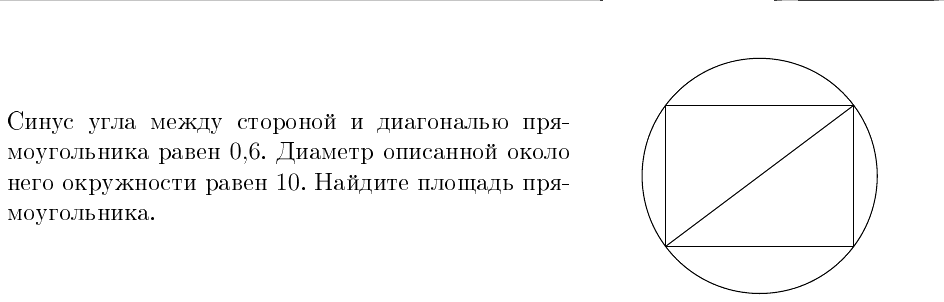 Синус угла между стороной и диагональю пря-
моугольника равен 0,6. Диаметр описанной около
него окружности равен 10. Найдите площадь пря-
моугольника.